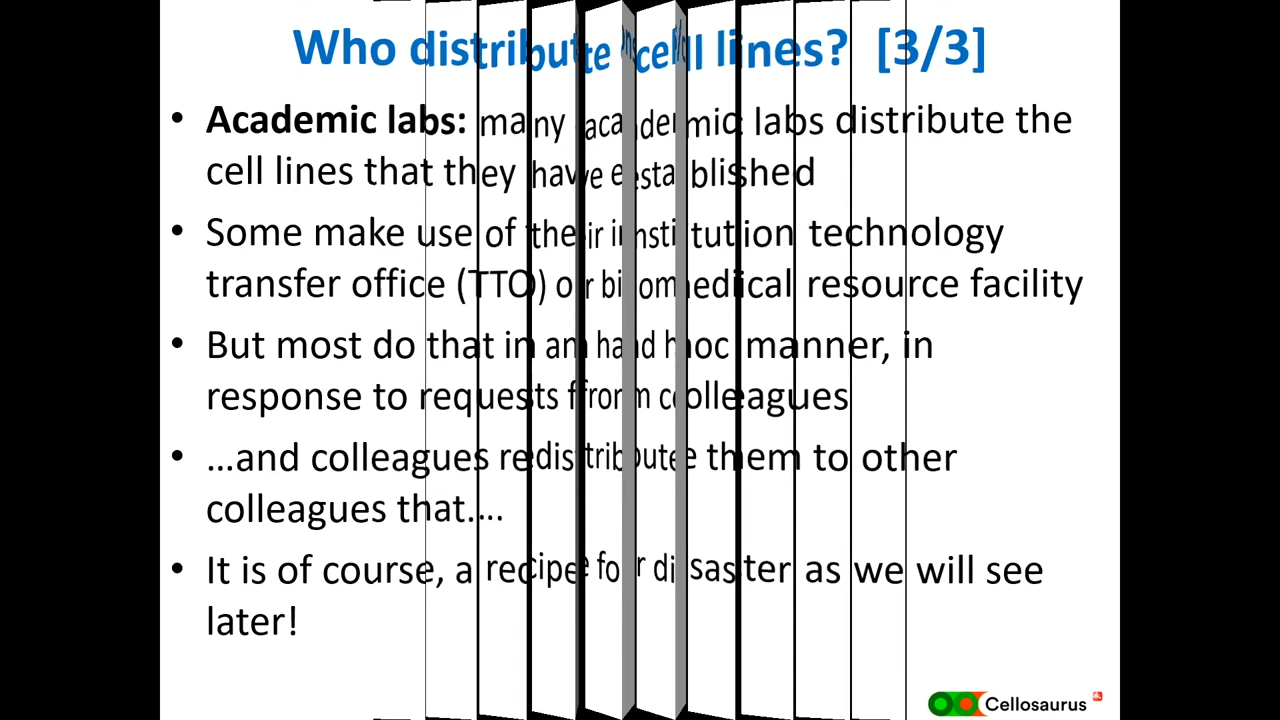 Who distribute cell lines? [3/3]
• Academic labs: many academic labs distribute the
cell lines that they have established
• Some make use of their institution technology
transfer office (TTO) or biomedical resource facility
• But most do that in an had hoc manner, in
response to requests from colleagues
• …and colleagues redistribute them to other
colleagues that….
• It is of course, a recipe for disaster as we will see
later!
Cellosaurus